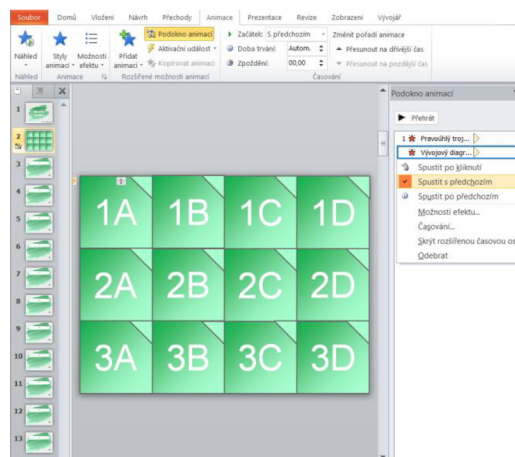 Soubor Domů Vložení Návrh Přechody Animace Prezentace Revize Zobrazení Vývojář
Náhled
Styly animací
Možnosti efektu
Přidat animaci
Podokno animací
Aktivační událost
Kopírovat animaci
Začátek: S předchozím
Doba trvání: Autom.
Zpoždění: 00,00
Změnit pořadí animace
Přesunout na dřívější čas
Přesunout na pozdější čas
Náhled Animace Rozšířené možnosti animací Časování
Podokno animací
Přehrát
1 Pravoúhlý troj...
Vývojový diagr...
Spustit po kliknutí
Spustit s předchozím
Spustit po předchozím
Možnosti efektu...
Časování...
Skrýt rozšířenou časovou os
Odebrat
1
2
3
4
5
6
7
8
9
10
11
12
13
1
1A 1B 1C 1D
2A 2B 2C 2D
3A 3B 3C 3D